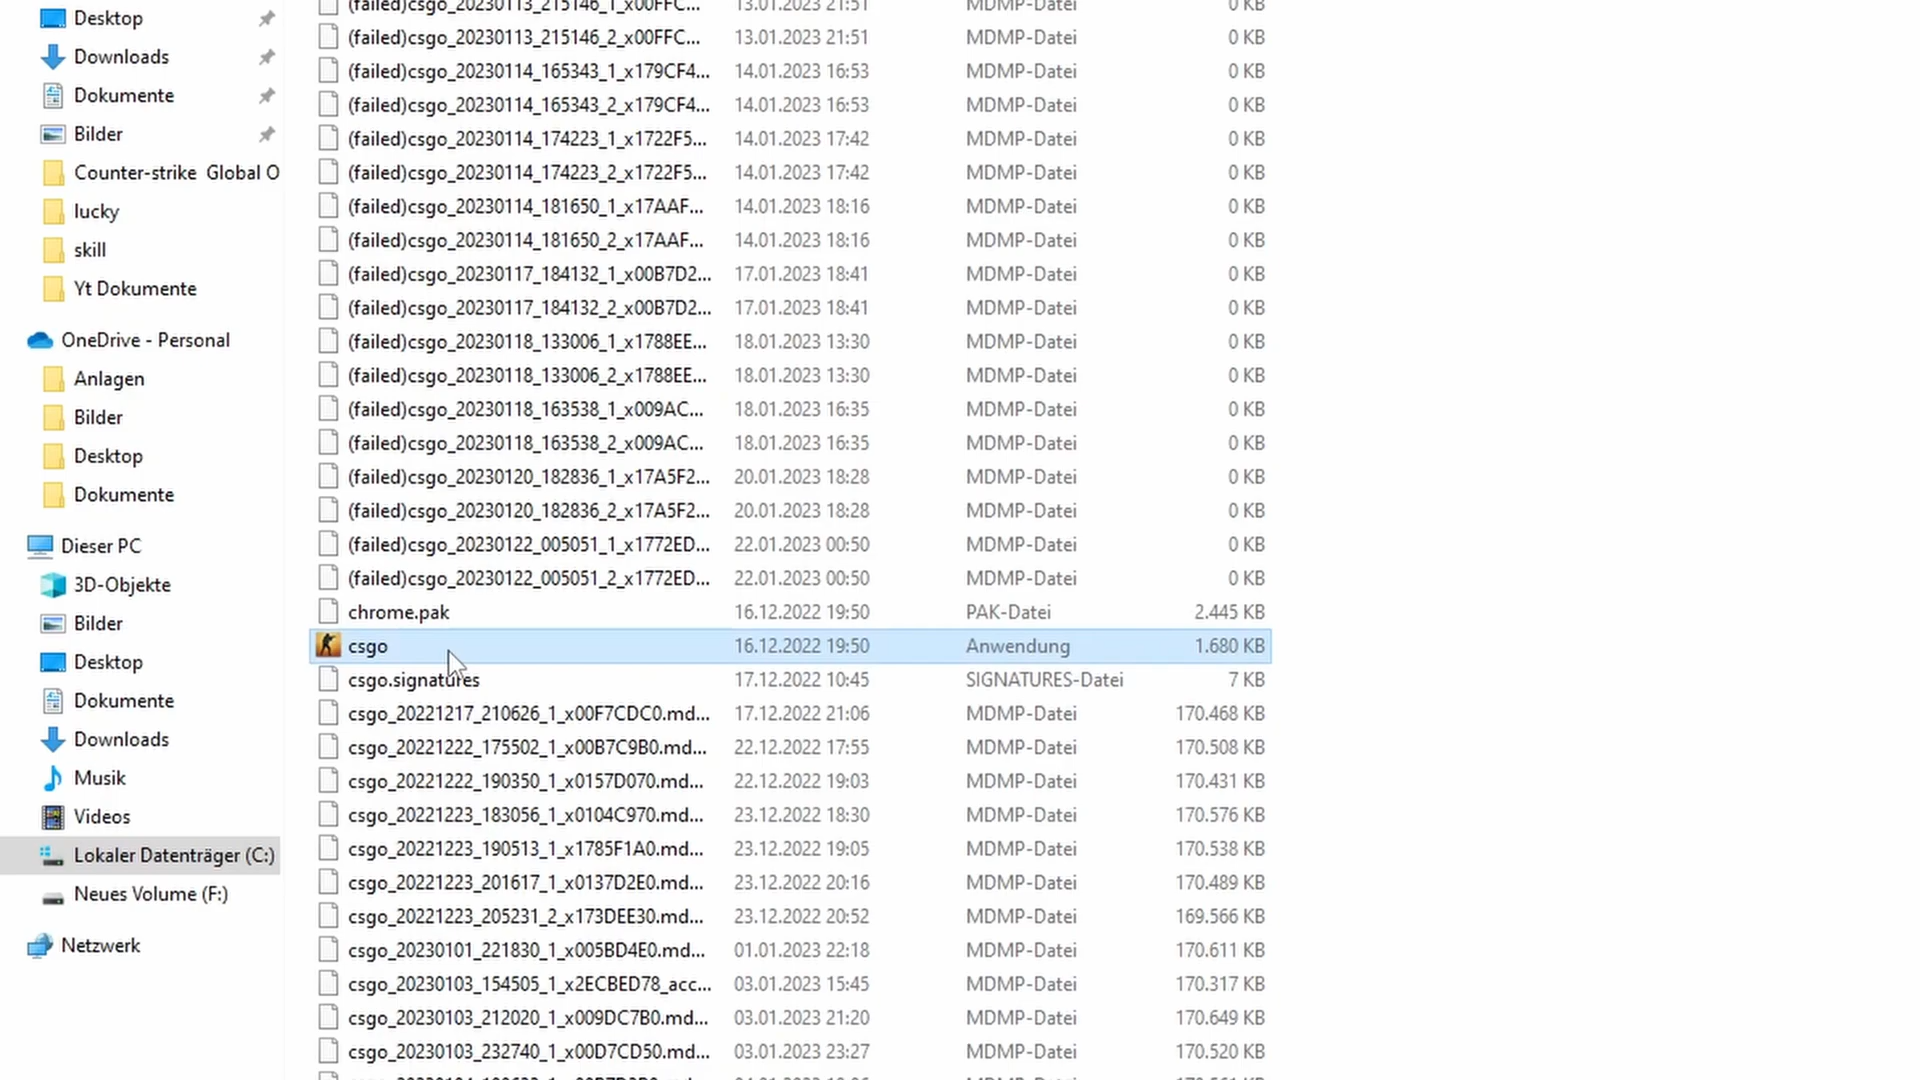 Desktop
Downloads
Dokumente
Bilder
Counter-strike Global O
lucky
skill
Yt Dokumente
OneDrive - Personal
Anlagen
Bilder
Desktop
Dokumente
Dieser PC
3D-Objekte
Bilder
Desktop
Dokumente
Downloads
Musik
Videos
Lokaler Datenträger (C:)
Neues Volume (F:)
Netzwerk
(failed)csgo_20230113_215146_1_x00FFC... 13.01.2023 21:51 MDMP-Datei 0 KB
(failed)csgo_20230113_215146_2_x00FFC... 13.01.2023 21:51 MDMP-Datei 0 KB
(failed)csgo_20230114_165343_1_x179CF4... 14.01.2023 16:53 MDMP-Datei 0 KB
(failed)csgo_20230114_165343_2_x179CF4... 14.01.2023 16:53 MDMP-Datei 0 KB
(failed)csgo_20230114_174223_1_x1722F5... 14.01.2023 17:42 MDMP-Datei 0 KB
(failed)csgo_20230114_174223_2_x1722F5... 14.01.2023 17:42 MDMP-Datei 0 KB
(failed)csgo_20230114_181650_1_x17AAF... 14.01.2023 18:16 MDMP-Datei 0 KB
(failed)csgo_20230114_181650_2_x17AAF... 14.01.2023 18:16 MDMP-Datei 0 KB
(failed)csgo_20230117_184132_1_x00B7D2... 17.01.2023 18:41 MDMP-Datei 0 KB
(failed)csgo_20230117_184132_2_x00B7D2... 17.01.2023 18:41 MDMP-Datei 0 KB
(failed)csgo_20230118_133006_1_x1788EE... 18.01.2023 13:30 MDMP-Datei 0 KB
(failed)csgo_20230118_133006_2_x1788EE... 18.01.2023 13:30 MDMP-Datei 0 KB
(failed)csgo_20230118_163538_1_x009AC... 18.01.2023 16:35 MDMP-Datei 0 KB
(failed)csgo_20230118_163538_2_x009AC... 18.01.2023 16:35 MDMP-Datei 0 KB
(failed)csgo_20230120_182836_1_x17A5F2... 20.01.2023 18:28 MDMP-Datei 0 KB
(failed)csgo_20230120_182836_2_x17A5F2... 20.01.2023 18:28 MDMP-Datei 0 KB
(failed)csgo_20230122_005051_1_x1772ED... 22.01.2023 00:50 MDMP-Datei 0 KB
(failed)csgo_20230122_005051_2_x1772ED... 22.01.2023 00:50 MDMP-Datei 0 KB
chrome.pak 16.12.2022 19:50 PAK-Datei 2.445 KB
csgo 16.12.2022 19:50 Anwendung 1.680 KB
csgo.signatures 17.12.2022 10:45 SIGNATURES-Datei 7 KB
csgo_20221217_210626_1_x00F7CDC0.md... 17.12.2022 21:06 MDMP-Datei 170.468 KB
csgo_20221222_175502_1_x00B7C9B0.md... 22.12.2022 17:55 MDMP-Datei 170.508 KB
csgo_20221222_190350_1_x0157D070.md... 22.12.2022 19:03 MDMP-Datei 170.431 KB
csgo_20221223_183056_1_x0104C970.md... 23.12.2022 18:30 MDMP-Datei 170.576 KB
csgo_20221223_190513_1_x1785F1A0.md... 23.12.2022 19:05 MDMP-Datei 170.538 KB
csgo_20221223_201617_1_x0137D2E0.md... 23.12.2022 20:16 MDMP-Datei 170.489 KB
csgo_20221223_205231_2_x173DEE30.md... 23.12.2022 20:52 MDMP-Datei 169.566 KB
csgo_20230101_221830_1_x005BD4E0.md... 01.01.2023 22:18 MDMP-Datei 170.611 KB
csgo_20230103_154505_1_x2ECBED78_acc... 03.01.2023 15:45 MDMP-Datei 170.317 KB
csgo_20230103_212020_1_x009DC7B0.md... 03.01.2023 21:20 MDMP-Datei 170.649 KB
csgo_20230103_232740_1_x00D7CD50.md... 03.01.2023 23:27 MDMP-Datei 170.520 KB